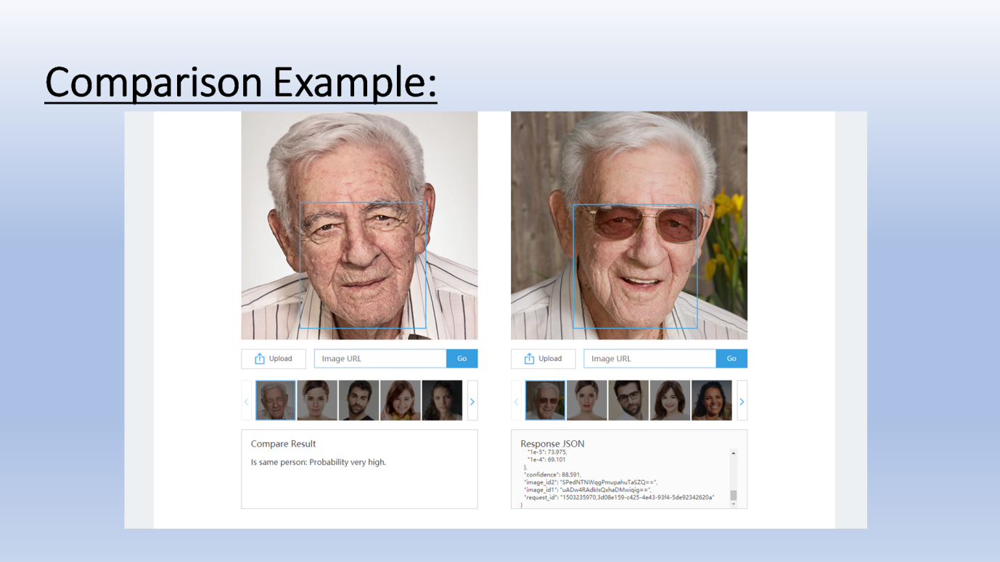 Comparison Example:
Upload
Image URL
Go
Upload
Image URL
Go
Compare Result
Is same person: Probability very high.
Response JSON
"1e-5": 73.975,
"1e-4": 69.101
},
"confidence": 88.591,
"image_id2": "SPedNTNWqgPmupahuTaSZQ==",
"image_id1": "uADw4RAdkIsQxhaDMwiqig==",
"request_id": "1503235970,3d08e159-c425-4e43-93f4-5de92342620a"
}